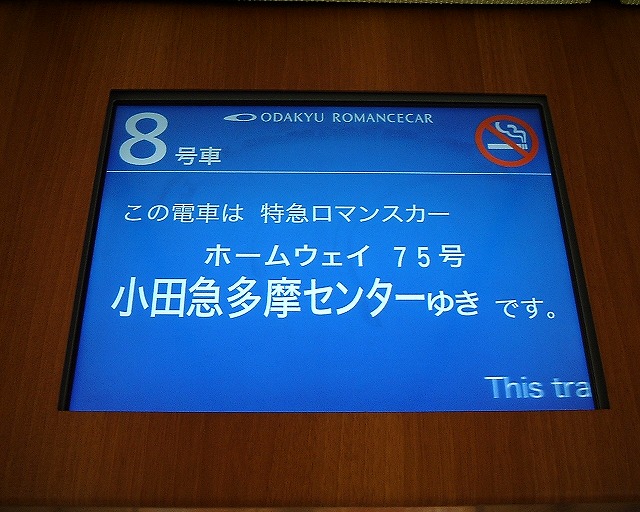 ODAKYU ROMANCECAR
8号車
この電車は 特急ロマンスカー
ホームウェイ 75号
小田急多摩センターゆき です。
This tra